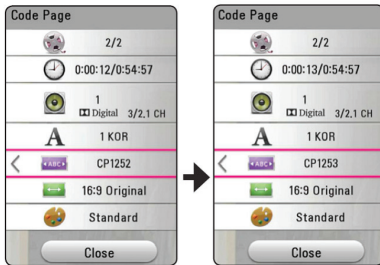 Code Page
2/2
0:00:12/0:54:57
1
Digital 3/2.1 CH
A 1 KOR
ABC CP1252
16:9 Original
Standard
Close
Code Page
2/2
0:00:13/0:54:57
1
Digital 3/2.1 CH
A 1 KOR
ABC CP1253
16:9 Original
Standard
Close